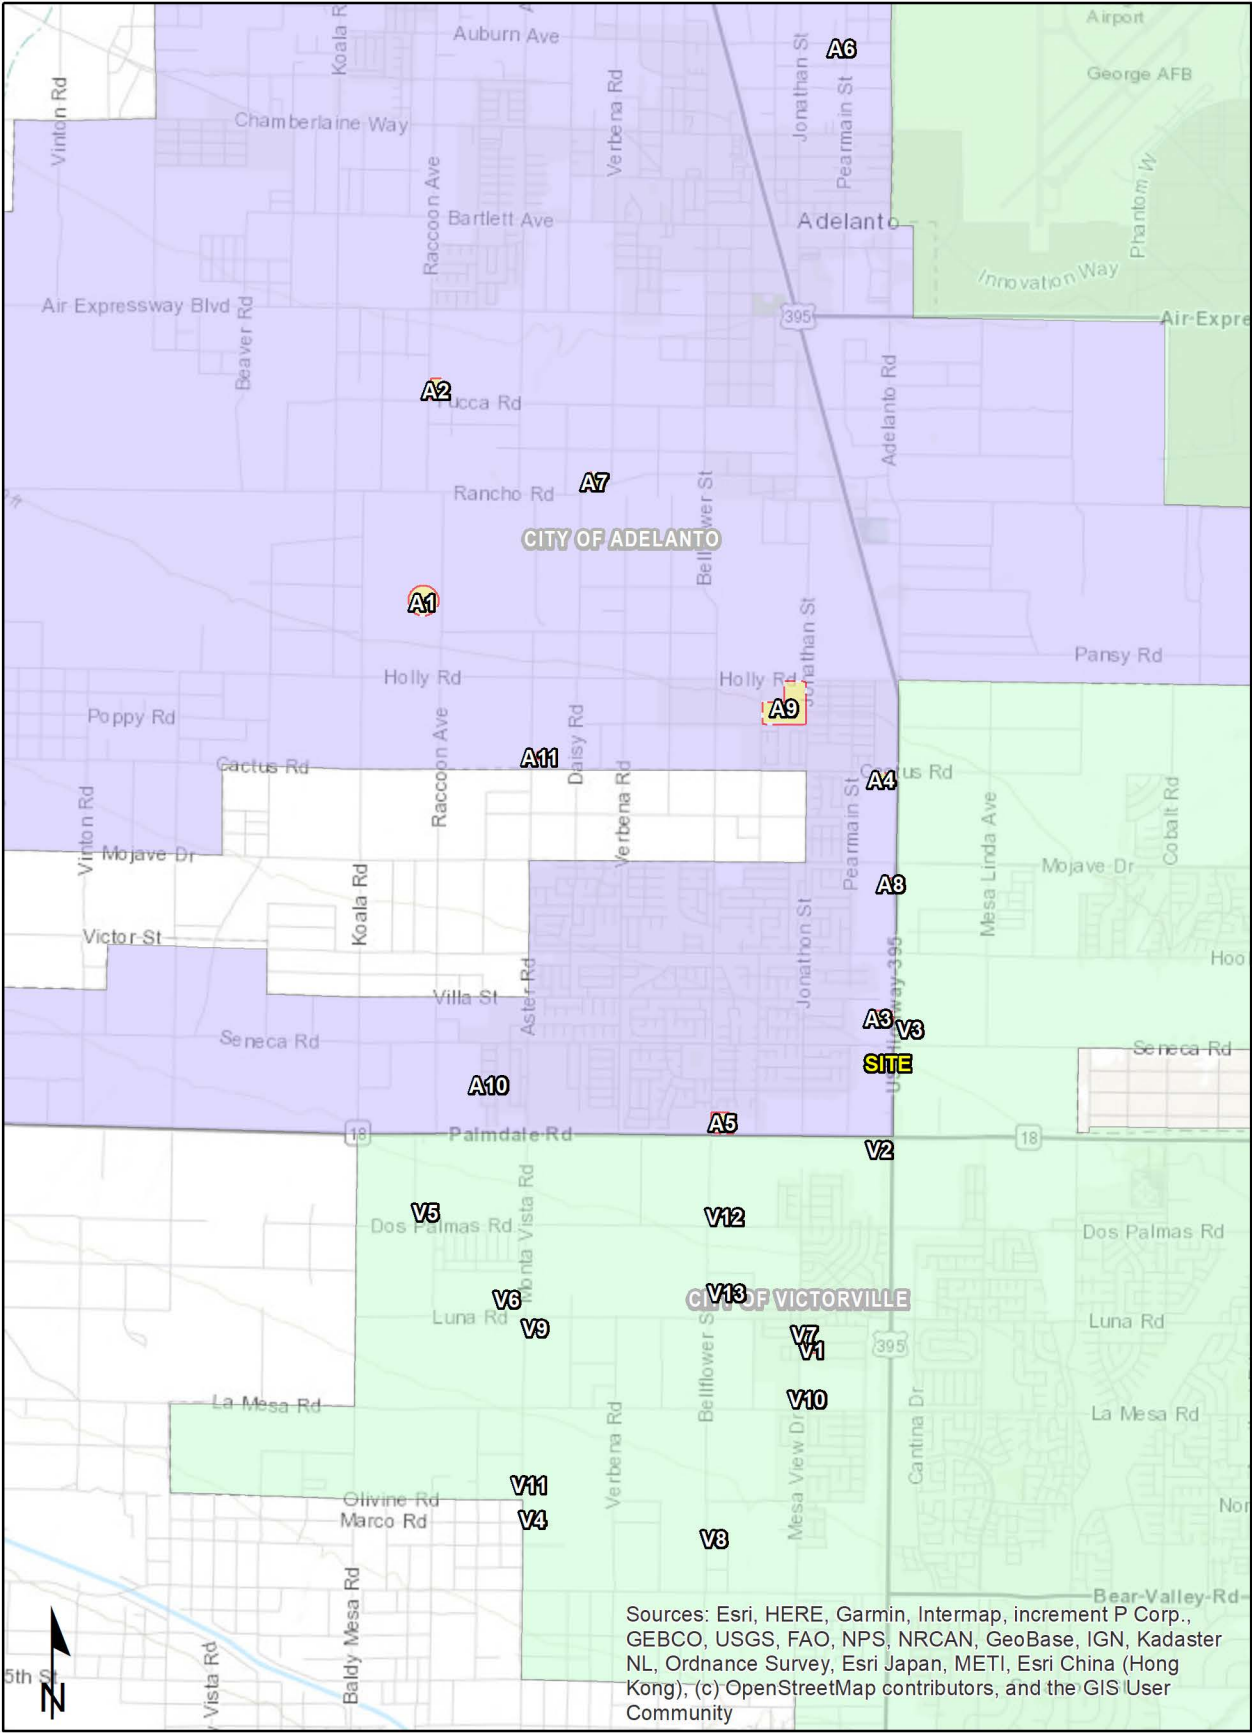 Airport
Koala R
A
Auburn Ave
A6
Jonathan St
George AFB
Vinton Rd
Verbena Rd
Pearmain St
Chamberlaine Way
Raccoon Ave
Phantom W
Bartlett Ave
Adelanto
Innovation Way
Air Expressway Blvd
395
Air Expre
Beaver Rd
Adelanto Rd
A2
Yucca Rd
A7
Rancho Rd
ft
CITY OF ADELANTO
A1
Jonathan St
Pansy Rd
Holly Rd
Holly Rd
Poppy Rd
A9
Daisy Rd
Raccoon Ave
A11
Cactus Rd
A4
Vinton Rd
Verbena Rd
Pearmain St
Mesa Linda Ave
Cobalt Rd
Mojave Dr
Mojave Dr
A8
Koala Rd
Jonathon St
Victor St
Hoo
Villa St
Aster Rd
A3
V3
Seneca Rd
Seneca Rd
SITE
A10
A5
18
Palmdale Rd
18
V2
Monta Vista Rd
V5
Dos Palmas Rd
V12
Dos Palmas Rd
V13
CITY OF VICTORVILLE
V6
Luna Rd
V9
V7
V1
Luna Rd
395
Bellflower S
La Mesa Rd
V10
La Mesa Rd
Verbena Rd
Mesa View Dr
Cantina Dr
V11
Olivine Rd
Nor
Marco Rd
V4
V8
Baldy Mesa Rd
Bear Valley Rd
Sources: Esri, HERE, Garmin, Intermap, increment P Corp.,
GEBCO, USGS, FAO, NPS, NRCAN, GeoBase, IGN, Kadaster
NL, Ordnance Survey, Esri Japan, METI, Esri China (Hong
Kong), (c) OpenStreetMap contributors, and the GIS User
Community
5th St
Vista Rd
N